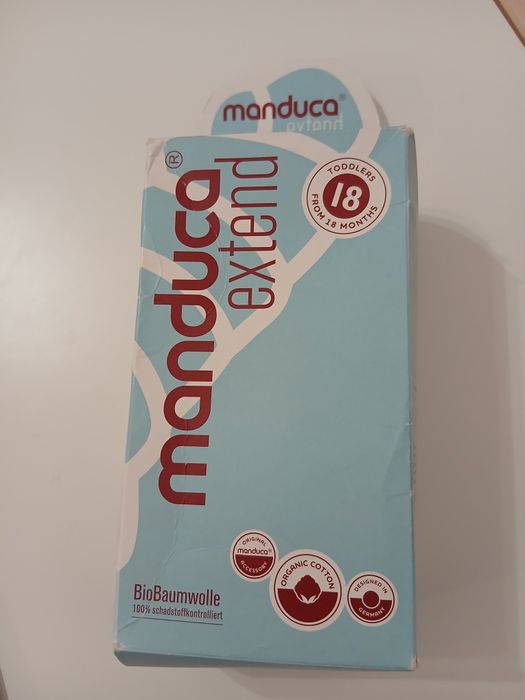 manduca®
manduca®
extend
TODDLERS
18
FROM 18 MONTHS
ORIGINAL
manduca®
ACCESSORY
ORGANIC COTTON
DESIGNED IN
GERMANY
BioBaumwolle
100% schadstoffkontrolliert